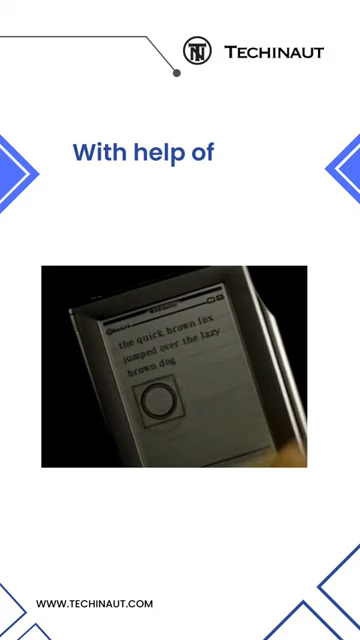 TECHINAUT
With help of
the quick brown fox
jumped over the lazy
brown dog
WWW.TECHINAUT.COM